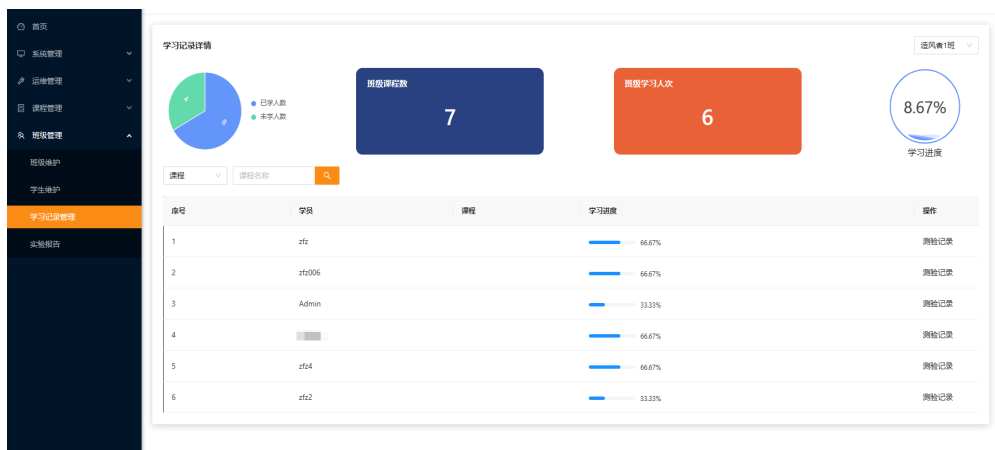 首页
系统管理
运维管理
课程管理
班级管理
班级维护
学生维护
学习记录管理
实验报告
学习记录详情
造风者1班
已学人数
未学人数
班级课程数
7
班级学习人次
6
8.67%
学习进度
课程 课程名称
序号 学员 课程 学习进度 操作
1 zfz 66.67% 测验记录
2 zfz006 66.67% 测验记录
3 Admin 33.33% 测验记录
4 66.67% 测验记录
5 zfz4 66.67% 测验记录
6 zfz2 33.33% 测验记录